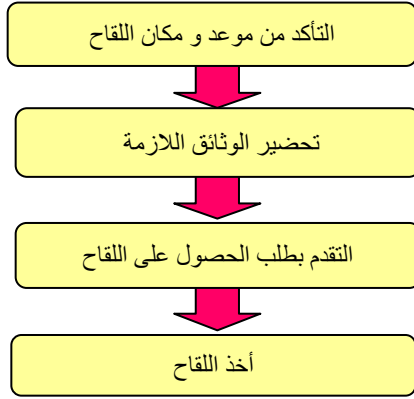 التأكد من موعد و مكان اللقاح
تحضير الوثائق اللازمة
التقدم بطلب الحصول على اللقاح
أخذ اللقاح